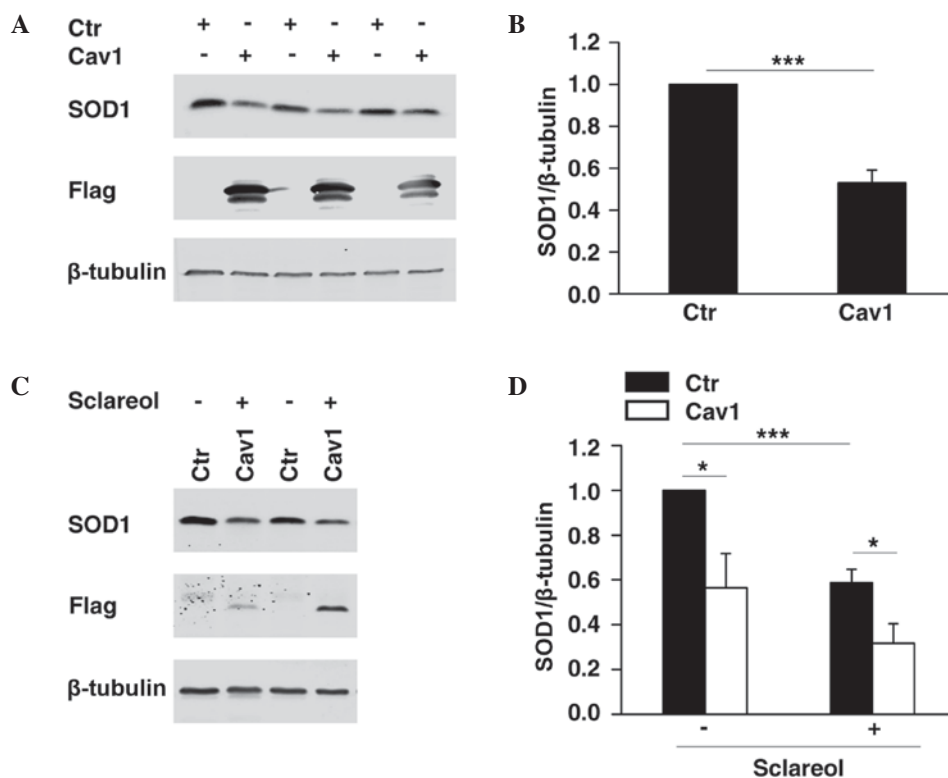 A
Ctr + - + - + -
Cav1 - + - + - +
SOD1
Flag
β-tubulin
B
***
SOD1/β-tubulin
1.2
1.0
0.8
0.6
0.4
0.2
0.0
Ctr Cav1
C
Sclareol - + - +
Ctr Cav1 Ctr Cav1
SOD1
Flag
β-tubulin
D
Ctr
Cav1
***
*
*
SOD1/β-tubulin
1.2
1.0
0.8
0.6
0.4
0.2
0.0
- +
Sclareol